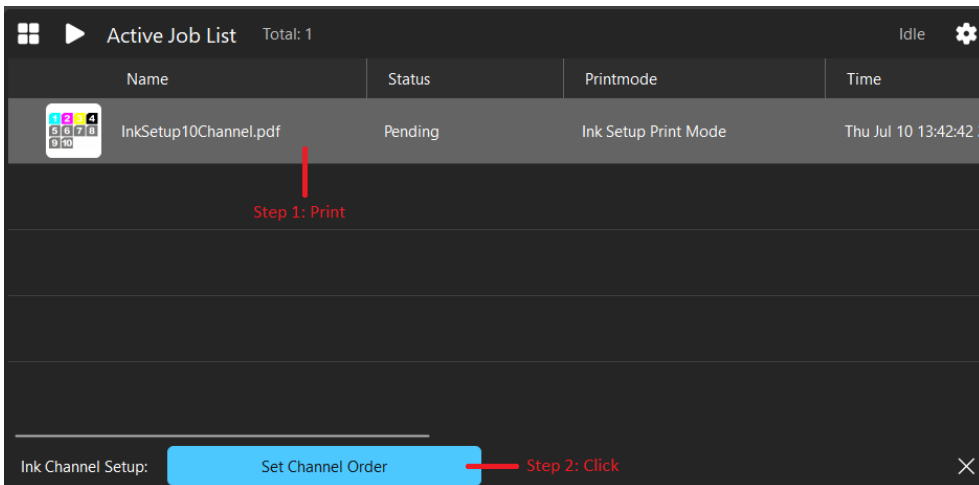 Active Job List Total: 1 Idle
Name Status Printmode Time
1 2 3 4
5 6 7 8
9 10
InkSetup10Channel.pdf Pending Ink Setup Print Mode Thu Jul 10 13:42:42
Step 1: Print
Ink Channel Setup: Set Channel Order Step 2: Click